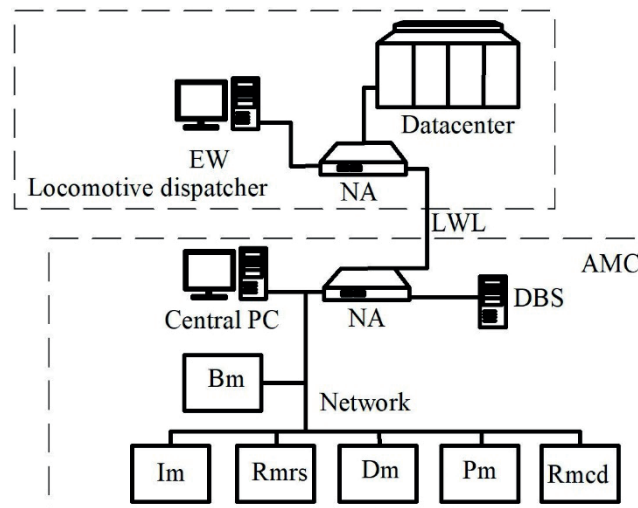 Datacenter
EW
Locomotive dispatcher
NA
LWL
AMC
Central PC
NA
DBS
Bm
Network
Im
Rmrs
Dm
Pm
Rmcd